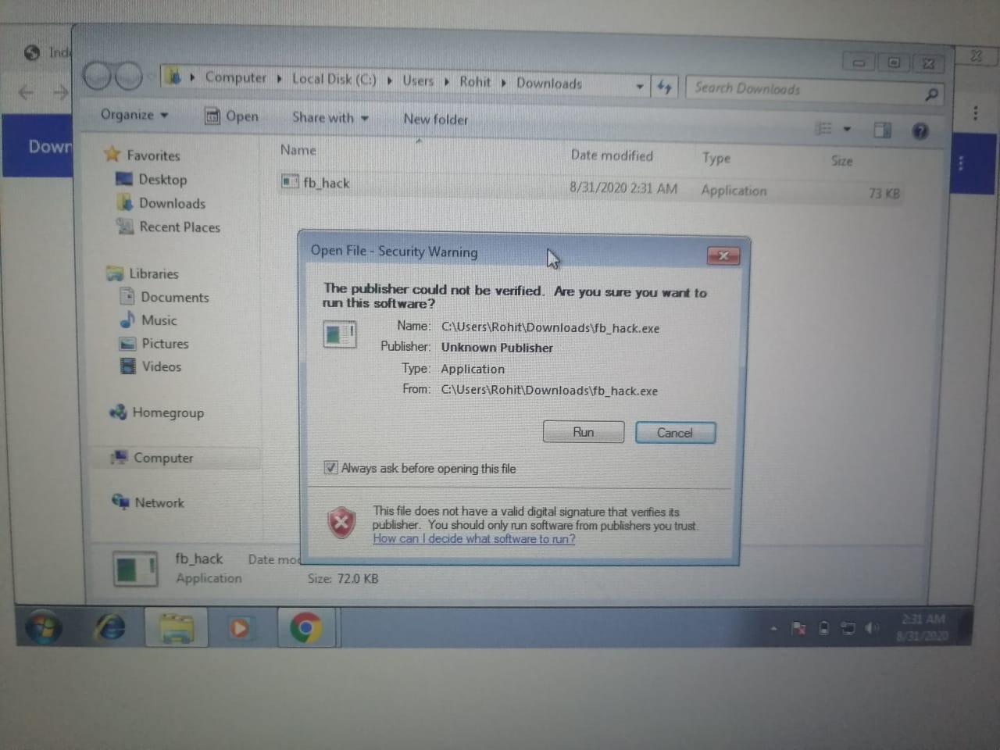 Ind
Computer Local Disk (C:) Users Rohit Downloads
Search Downloads
Organize Open Share with New folder
Down
Favorites
Desktop
Downloads
Recent Places
Libraries
Documents
Music
Pictures
Videos
Homegroup
Computer
Network
Name Date modified Type Size
fb_hack 8/31/2020 2:31 AM Application 73 KB
Open File - Security Warning
The publisher could not be verified. Are you sure you want to
run this software?
Name: C:\Users\Rohit\Downloads\fb_hack.exe
Publisher: Unknown Publisher
Type: Application
From: C:\Users\Rohit\Downloads\fb_hack.exe
Run Cancel
Always ask before opening this file
This file does not have a valid digital signature that verifies its
publisher. You should only run software from publishers you trust.
How can I decide what software to run?
fb_hack Date mod
Application Size: 72.0 KB
2:31 AM
8/31/2020